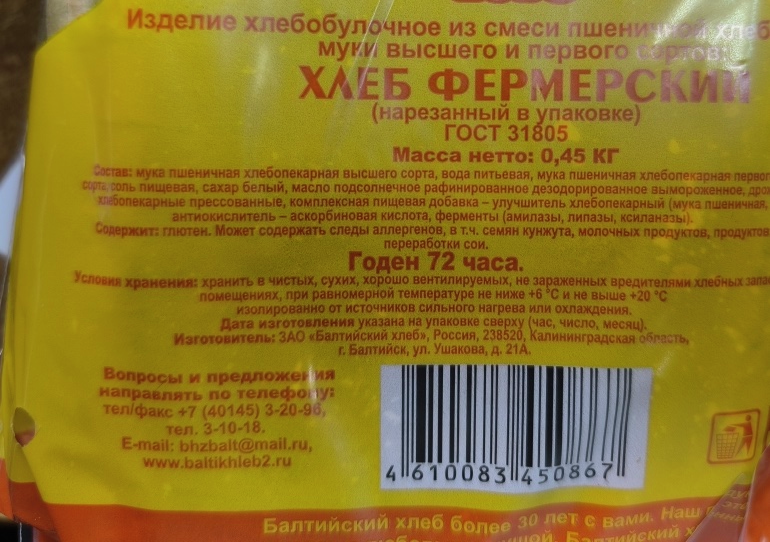 Изделие хлебобулочное из смеси пшеничной хлеб
муки высшего и первого сортов:
ХЛЕБ ФЕРМЕРСКИЙ
(нарезанный в упаковке)
ГОСТ 31805
Масса нетто: 0,45 КГ
Состав: мука пшеничная хлебопекарная высшего сорта, вода питьевая, мука пшеничная хлебопекарная первог
сорта, соль пищевая, сахар белый, масло подсолнечное рафинированное дезодорированное вымороженное, дро
хлебопекарные прессованные, комплексная пищевая добавка – улучшитель хлебопекарный (мука пшеничная,
антиокислитель – аскорбиновая кислота, ферменты (амилазы, липазы, ксиланазы).
Содержит: глютен. Может содержать следы аллергенов, в т.ч. семян кунжута, молочных продуктов, продуктов
переработки сои.
Годен 72 часа.
Условия хранения: хранить в чистых, сухих, хорошо вентилируемых, не зараженных вредителями хлебных запа
помещениях, при равномерной температуре не ниже +6 °С и не выше +20 °С
изолированно от источников сильного нагрева или охлаждения.
Дата изготовления указана на упаковке сверху (час, число, месяц).
Изготовитель: ЗАО «Балтийский хлеб», Россия, 238520, Калининградская область,
г. Балтийск, ул. Ушакова, д. 21А.
Вопросы и предложения
направлять по телефону:
тел/факс +7 (40145) 3-20-96,
тел. 3-10-18.
E-mail: bhzbalt@mail.ru,
www.baltikhleb2.ru
4 610083 450867
Балтийский хлеб более 30 лет с вами. Наш
Балтийский х